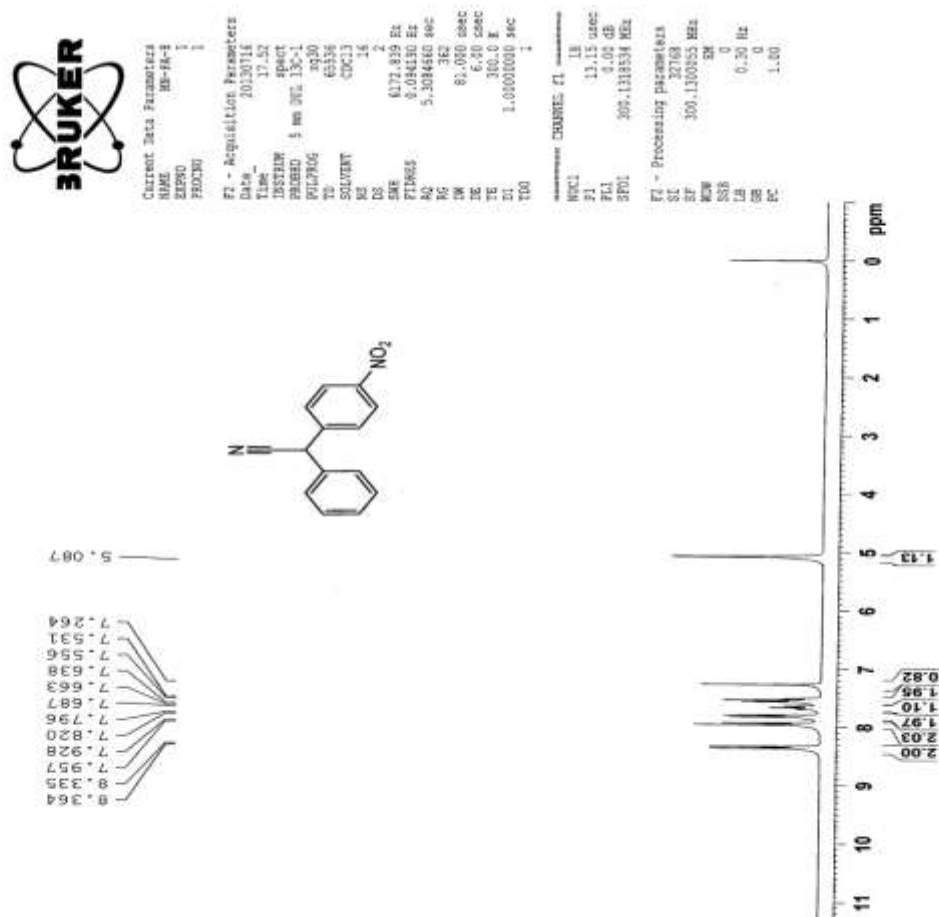 BRUKER
Current Data Parameters
NAME MB-PA-8
EXPNO 1
PROCNO 1
F2 - Acquisition Parameters
Date_ 20130716
Time 17.52
INSTRUM spect
PROBHD 5 mm DUL 13C-1
PULPROG zg30
TD 65536
SOLVENT CDCl3
NS 16
DS 2
SWH 6172.839 Hz
FIDRES 0.094190 Hz
AQ 5.3084660 sec
RG 362
DW 81.000 usec
DE 6.00 usec
TE 300.0 K
D1 1.00000000 sec
TD0 1
CHANNEL f1
NUC1 1H
P1 13.15 usec
PL1 0.00 dB
SFO1 300.1318534 MHz
F2 - Processing parameters
SI 32768
SF 300.1300055 MHz
WDW EM
SSB 0
LB 0.30 Hz
GB 0
PC 1.00
N
NO2
5.087
7.264
7.531
7.556
7.638
7.663
7.687
7.796
7.820
7.928
7.957
8.335
8.364
11 10 9 8 7 6 5 4 3 2 1 0 ppm
2.00
2.03
1.97
1.10
1.95
0.82
1.13